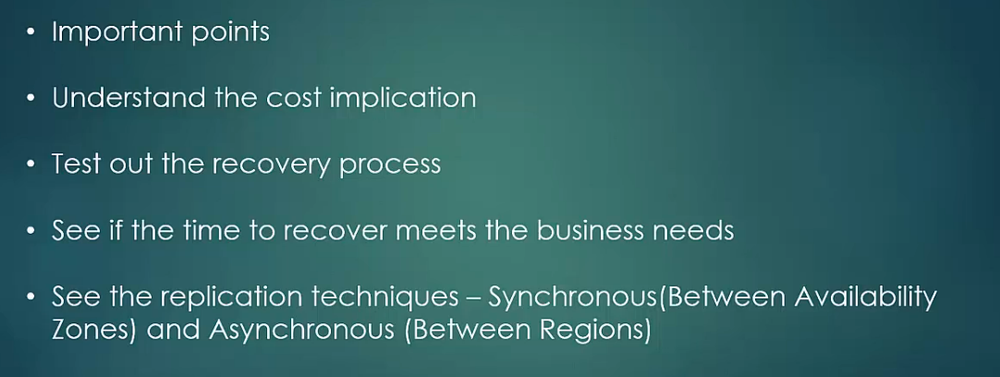 • Important points
• Understand the cost implication
• Test out the recovery process
• See if the time to recover meets the business needs
• See the replication techniques – Synchronous(Between Availability
Zones) and Asynchronous (Between Regions)